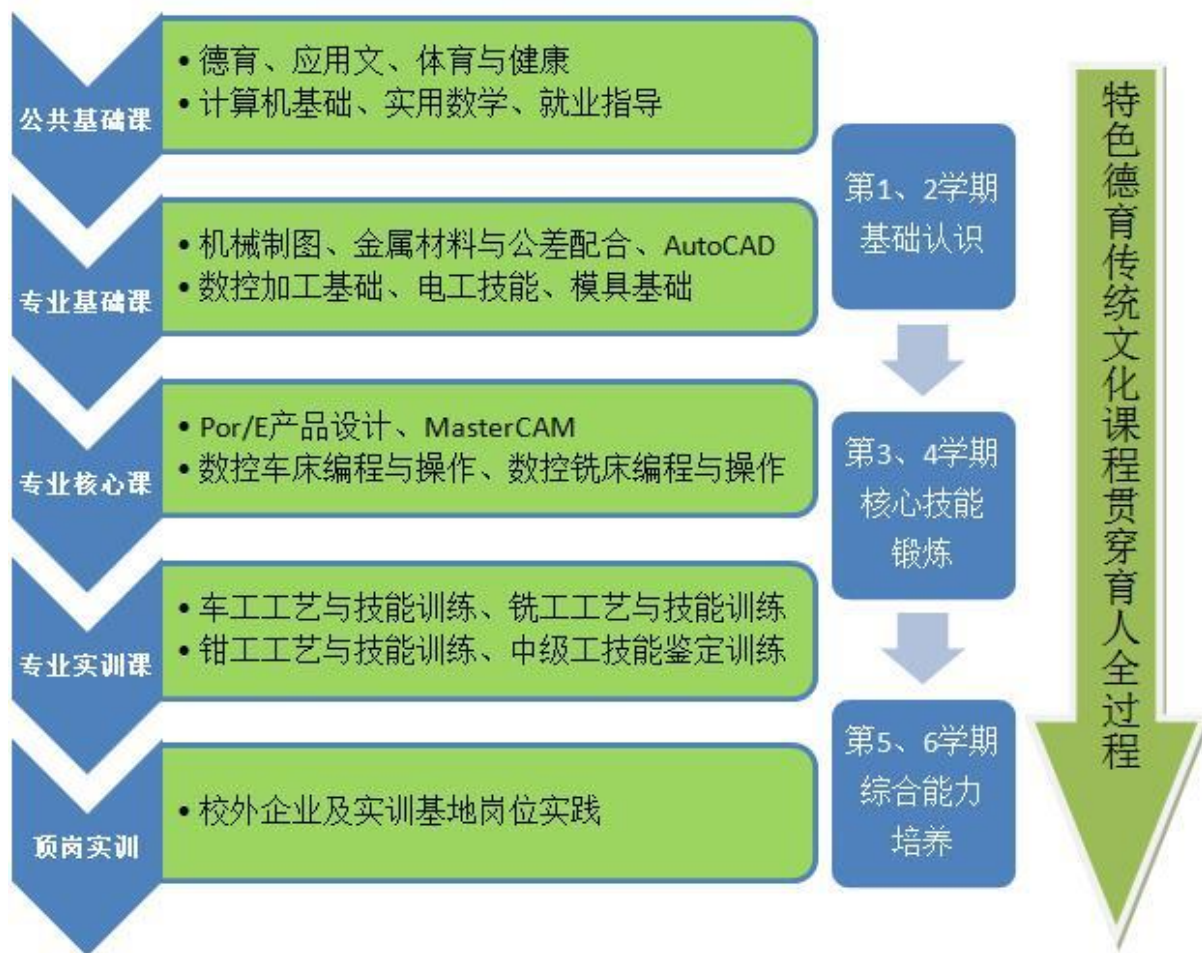 公共基础课
• 德育、应用文、体育与健康
• 计算机基础、实用数学、就业指导
专业基础课
• 机械制图、金属材料与公差配合、AutoCAD
• 数控加工基础、电工技能、模具基础
专业核心课
• Por/E产品设计、MasterCAM
• 数控车床编程与操作、数控铣床编程与操作
专业实训课
• 车工工艺与技能训练、铣工工艺与技能训练
• 钳工工艺与技能训练、中级工技能鉴定训练
顶岗实训
• 校外企业及实训基地岗位实践
第1、2学期
基础认识
第3、4学期
核心技能
锻炼
第5、6学期
综合能力
培养
特色德育传统文化课程贯穿育人全过程